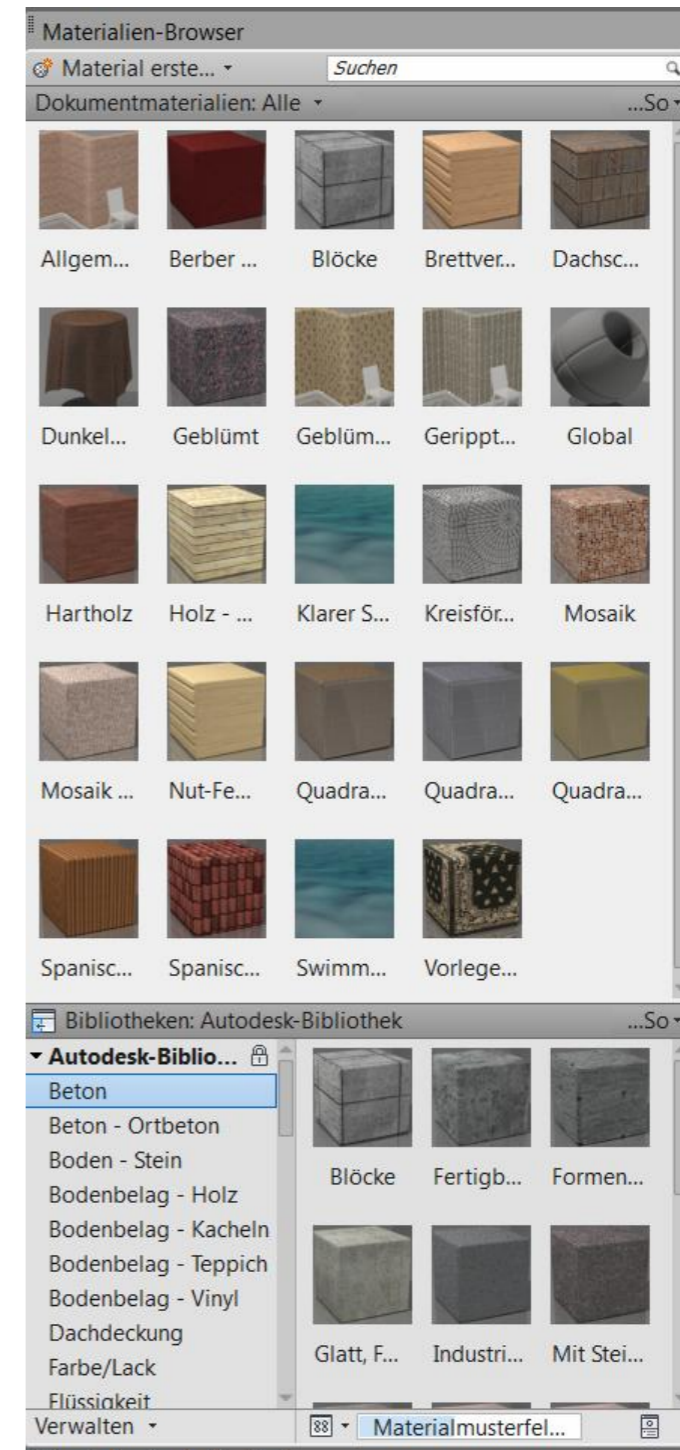 Materialien-Browser
Material erste...
Suchen
Dokumentmaterialien: Alle ...So
Allgem... Berber ... Blöcke Brettver... Dachsc...
Dunkel... Geblümt Geblüm... Gerippt... Global
Hartholz Holz - ... Klarer S... Kreisför... Mosaik
Mosaik ... Nut-Fe... Quadra... Quadra... Quadra...
Spanisc... Spanisc... Swimm... Vorlege...
Bibliotheken: Autodesk-Bibliothek ...So
Autodesk-Biblio...
Beton
Beton - Ortbeton
Boden - Stein
Bodenbelag - Holz
Bodenbelag - Kacheln
Bodenbelag - Teppich
Bodenbelag - Vinyl
Dachdeckung
Farbe/Lack
Flüssigkeit
Blöcke Fertigb... Formen...
Glatt, F... Industri... Mit Stei...
Verwalten
Materialmusterfel...